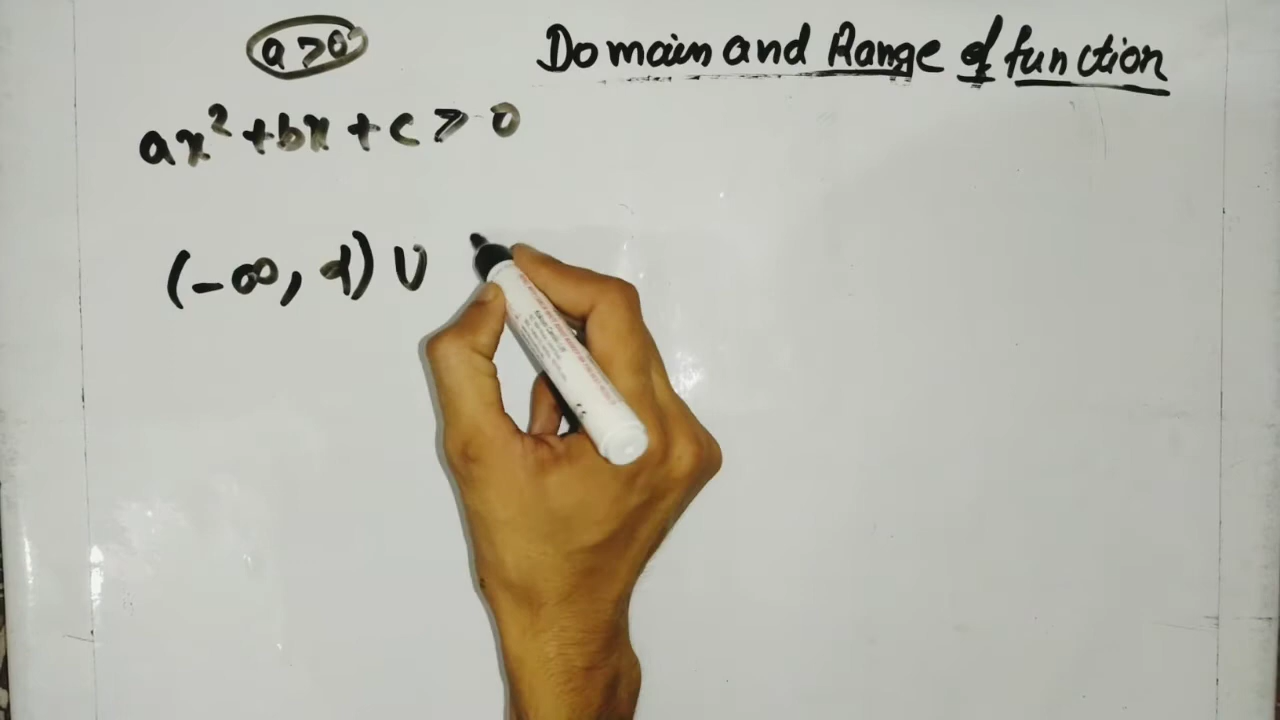 a > 0
Domain and Range of function
ax² + bx + c > 0
(-∞, α) ∪